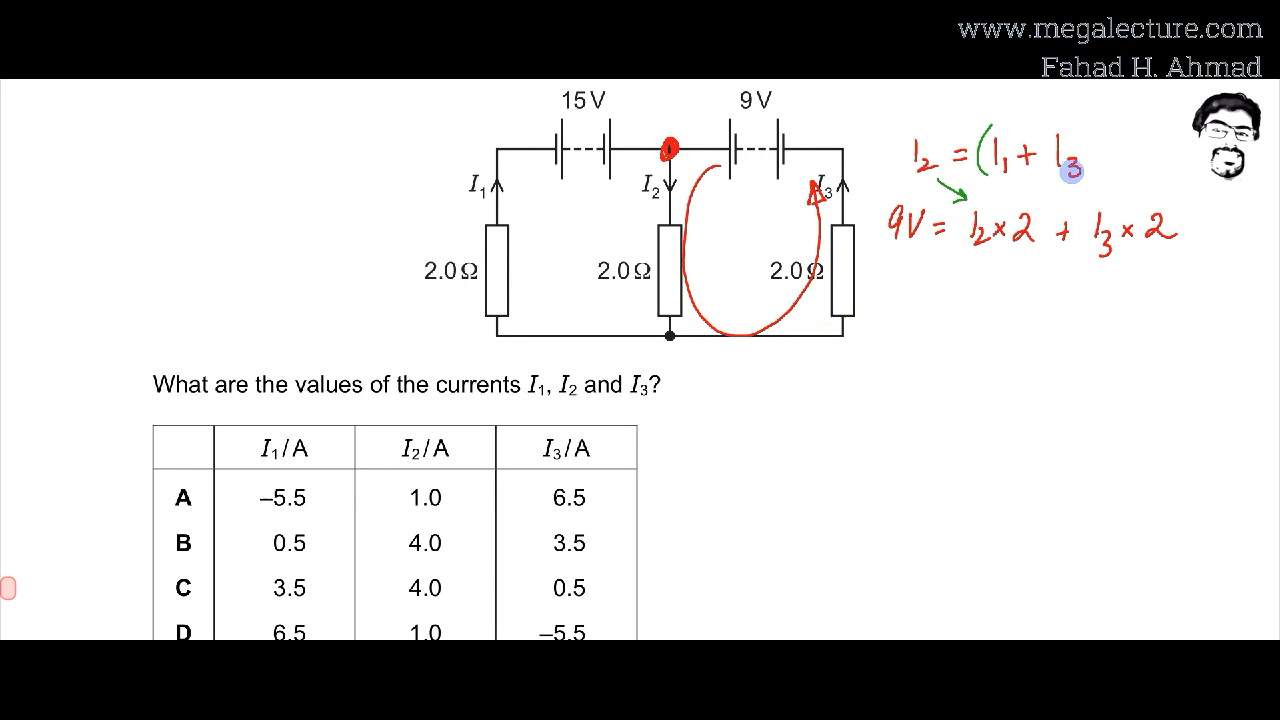 www.megalecture.com
Fahad H. Ahmad
15 V 9 V
I₂ = (I₁ + I₃
I₁ I₂ I₃
9V = I₂ × 2 + I₃ × 2
2.0 Ω 2.0 Ω 2.0 Ω
What are the values of the currents I₁, I₂ and I₃?
I₁ / A I₂ / A I₃ / A
A –5.5 1.0 6.5
B 0.5 4.0 3.5
C 3.5 4.0 0.5
D 6.5 1.0 –5.5